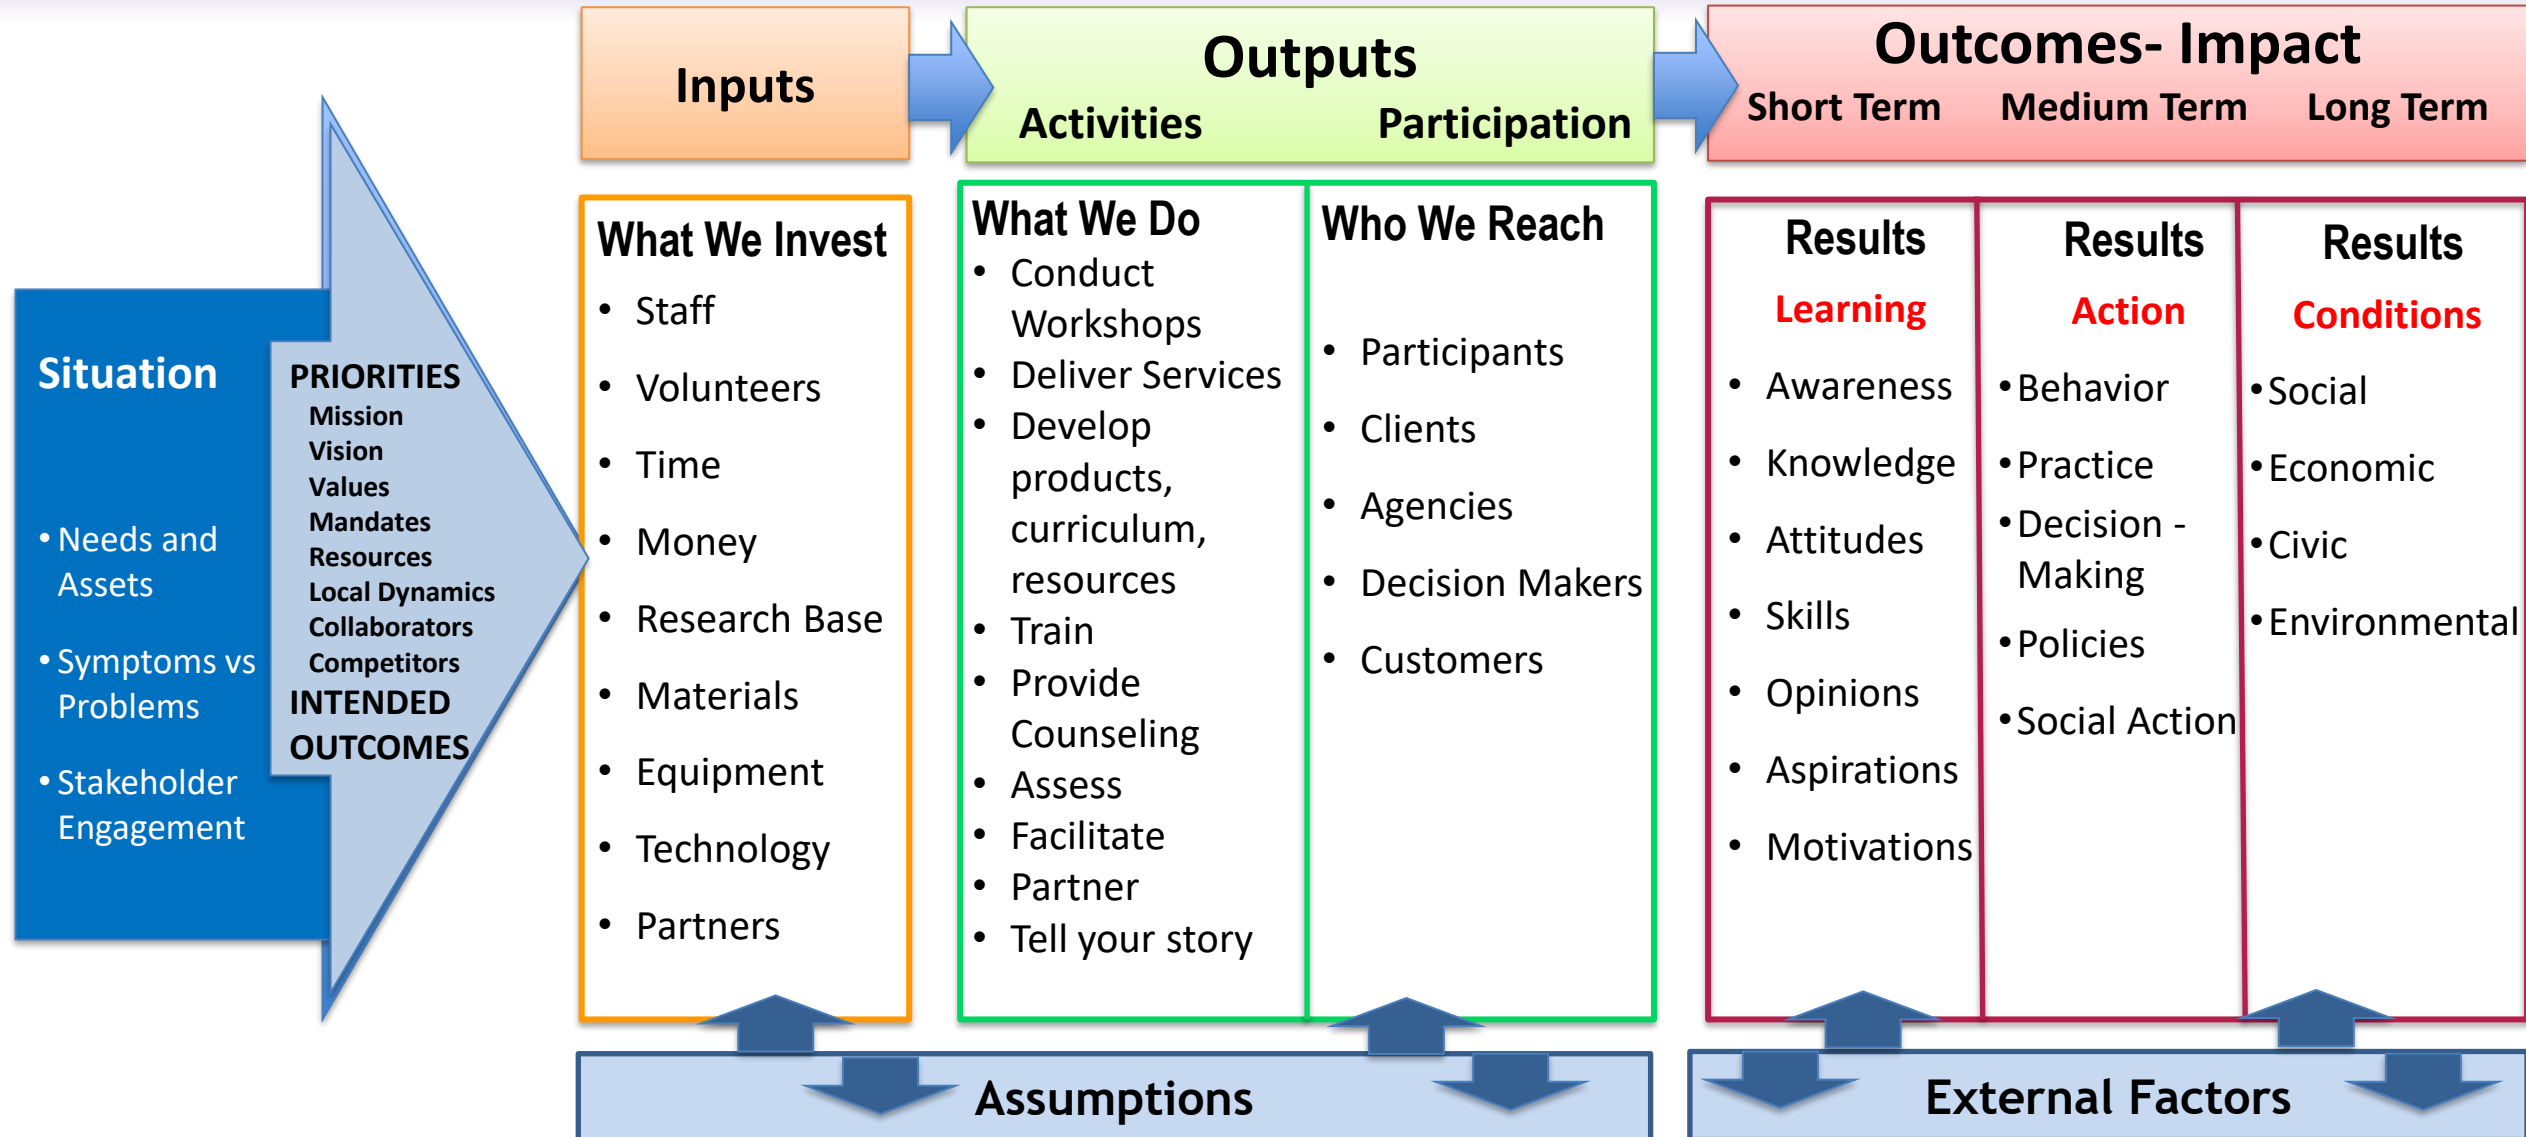 Inputs
Outputs
Activities
Participation
Outcomes- Impact
Short Term
Medium Term
Long Term
Situation
• Needs and
Assets
• Symptoms vs
Problems
• Stakeholder
Engagement
PRIORITIES
Mission
Vision
Values
Mandates
Resources
Local Dynamics
Collaborators
Competitors
INTENDED
OUTCOMES
What We Invest
• Staff
• Volunteers
• Time
• Money
• Research Base
• Materials
• Equipment
• Technology
• Partners
What We Do
• Conduct
Workshops
• Deliver Services
• Develop
products,
curriculum,
resources
• Train
• Provide
Counseling
• Assess
• Facilitate
• Partner
• Tell your story
Who We Reach
• Participants
• Clients
• Agencies
• Decision Makers
• Customers
Results
Learning
• Awareness
• Knowledge
• Attitudes
• Skills
• Opinions
• Aspirations
• Motivations
Results
Action
• Behavior
• Practice
• Decision -
Making
• Policies
• Social Action
Results
Conditions
• Social
• Economic
• Civic
• Environmental
Assumptions
External Factors